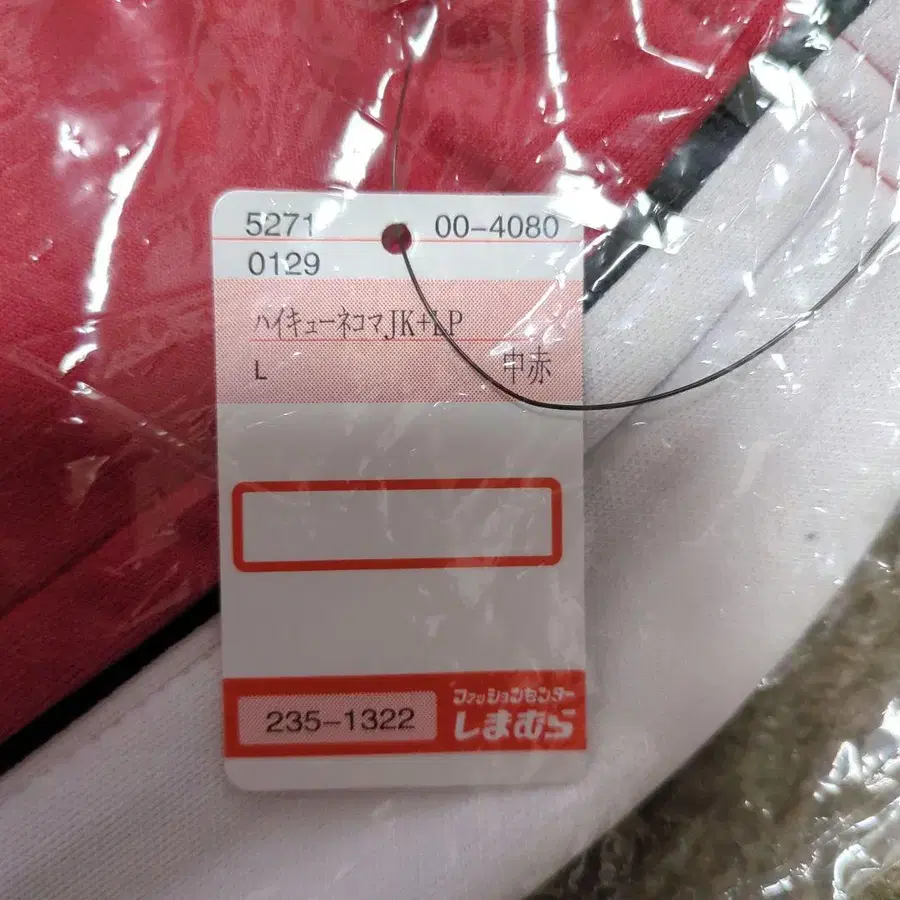 5271 00-4080
0129
ハイキューネコマJK+LP
L 中赤
235-1322
ファッションセンター
しまむら